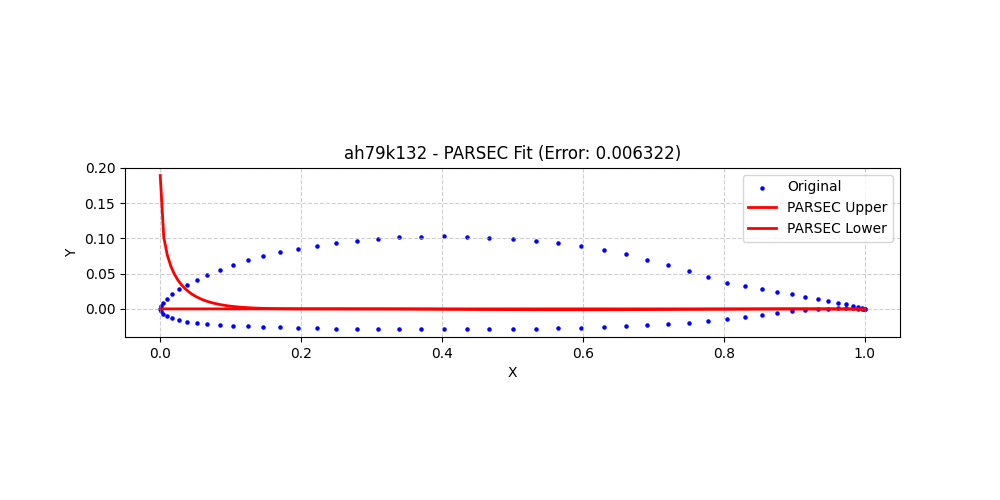 ah79k132 - PARSEC Fit (Error: 0.006322)
0.20
0.15
0.10
0.05
0.00
Y
Original
PARSEC Upper
PARSEC Lower
0.0 0.2 0.4 0.6 0.8 1.0
X